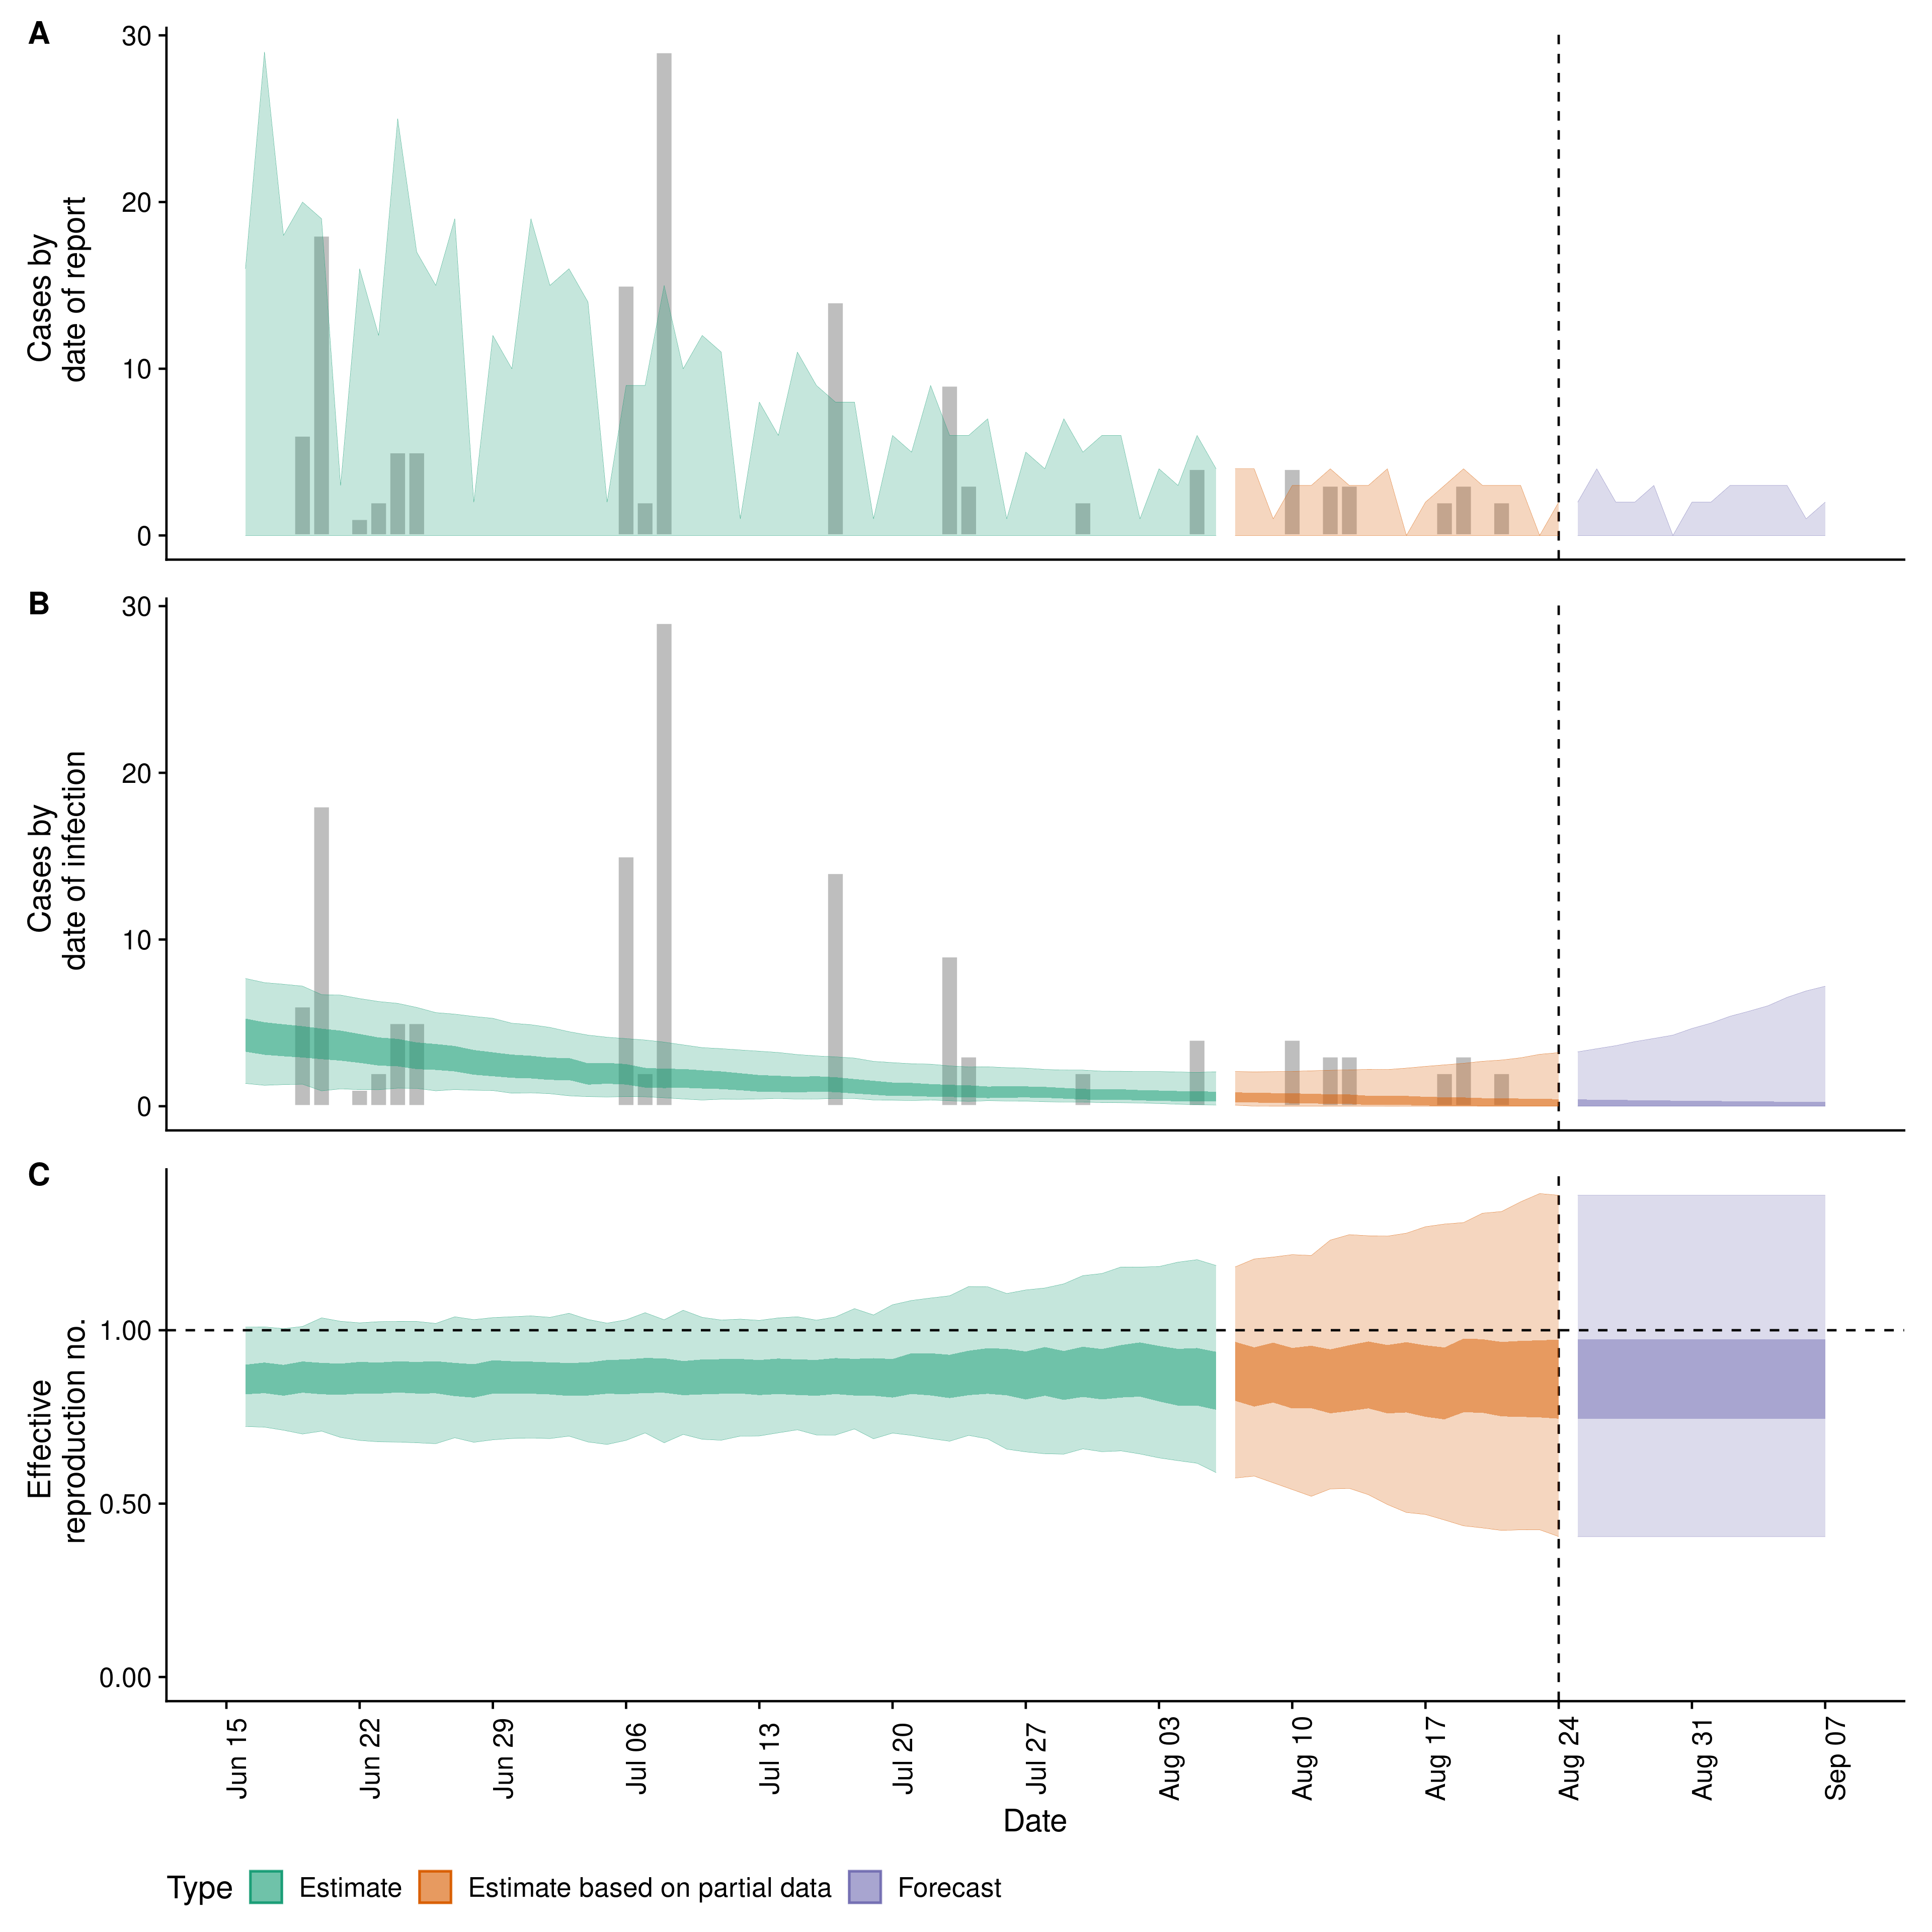 A
30
20
10
0
Cases by
date of report
B
30
20
10
0
Cases by
date of infection
C
1.00
0.50
0.00
Effective
reproduction no.
Jun 15
Jun 22
Jun 29
Jul 06
Jul 13
Jul 20
Jul 27
Aug 03
Aug 10
Aug 17
Aug 24
Aug 31
Sep 07
Date
Type Estimate Estimate based on partial data Forecast